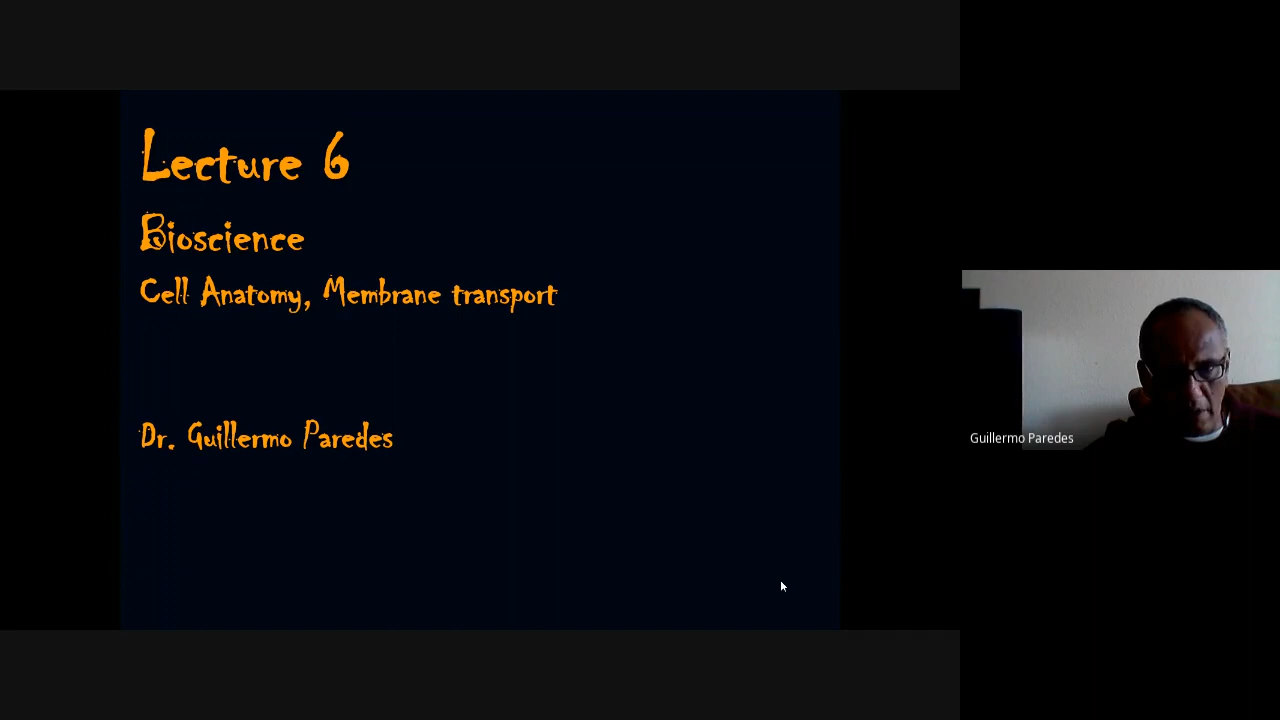 Lecture 6
Bioscience
Cell Anatomy, Membrane transport
Dr. Guillermo Paredes
Guillermo Paredes